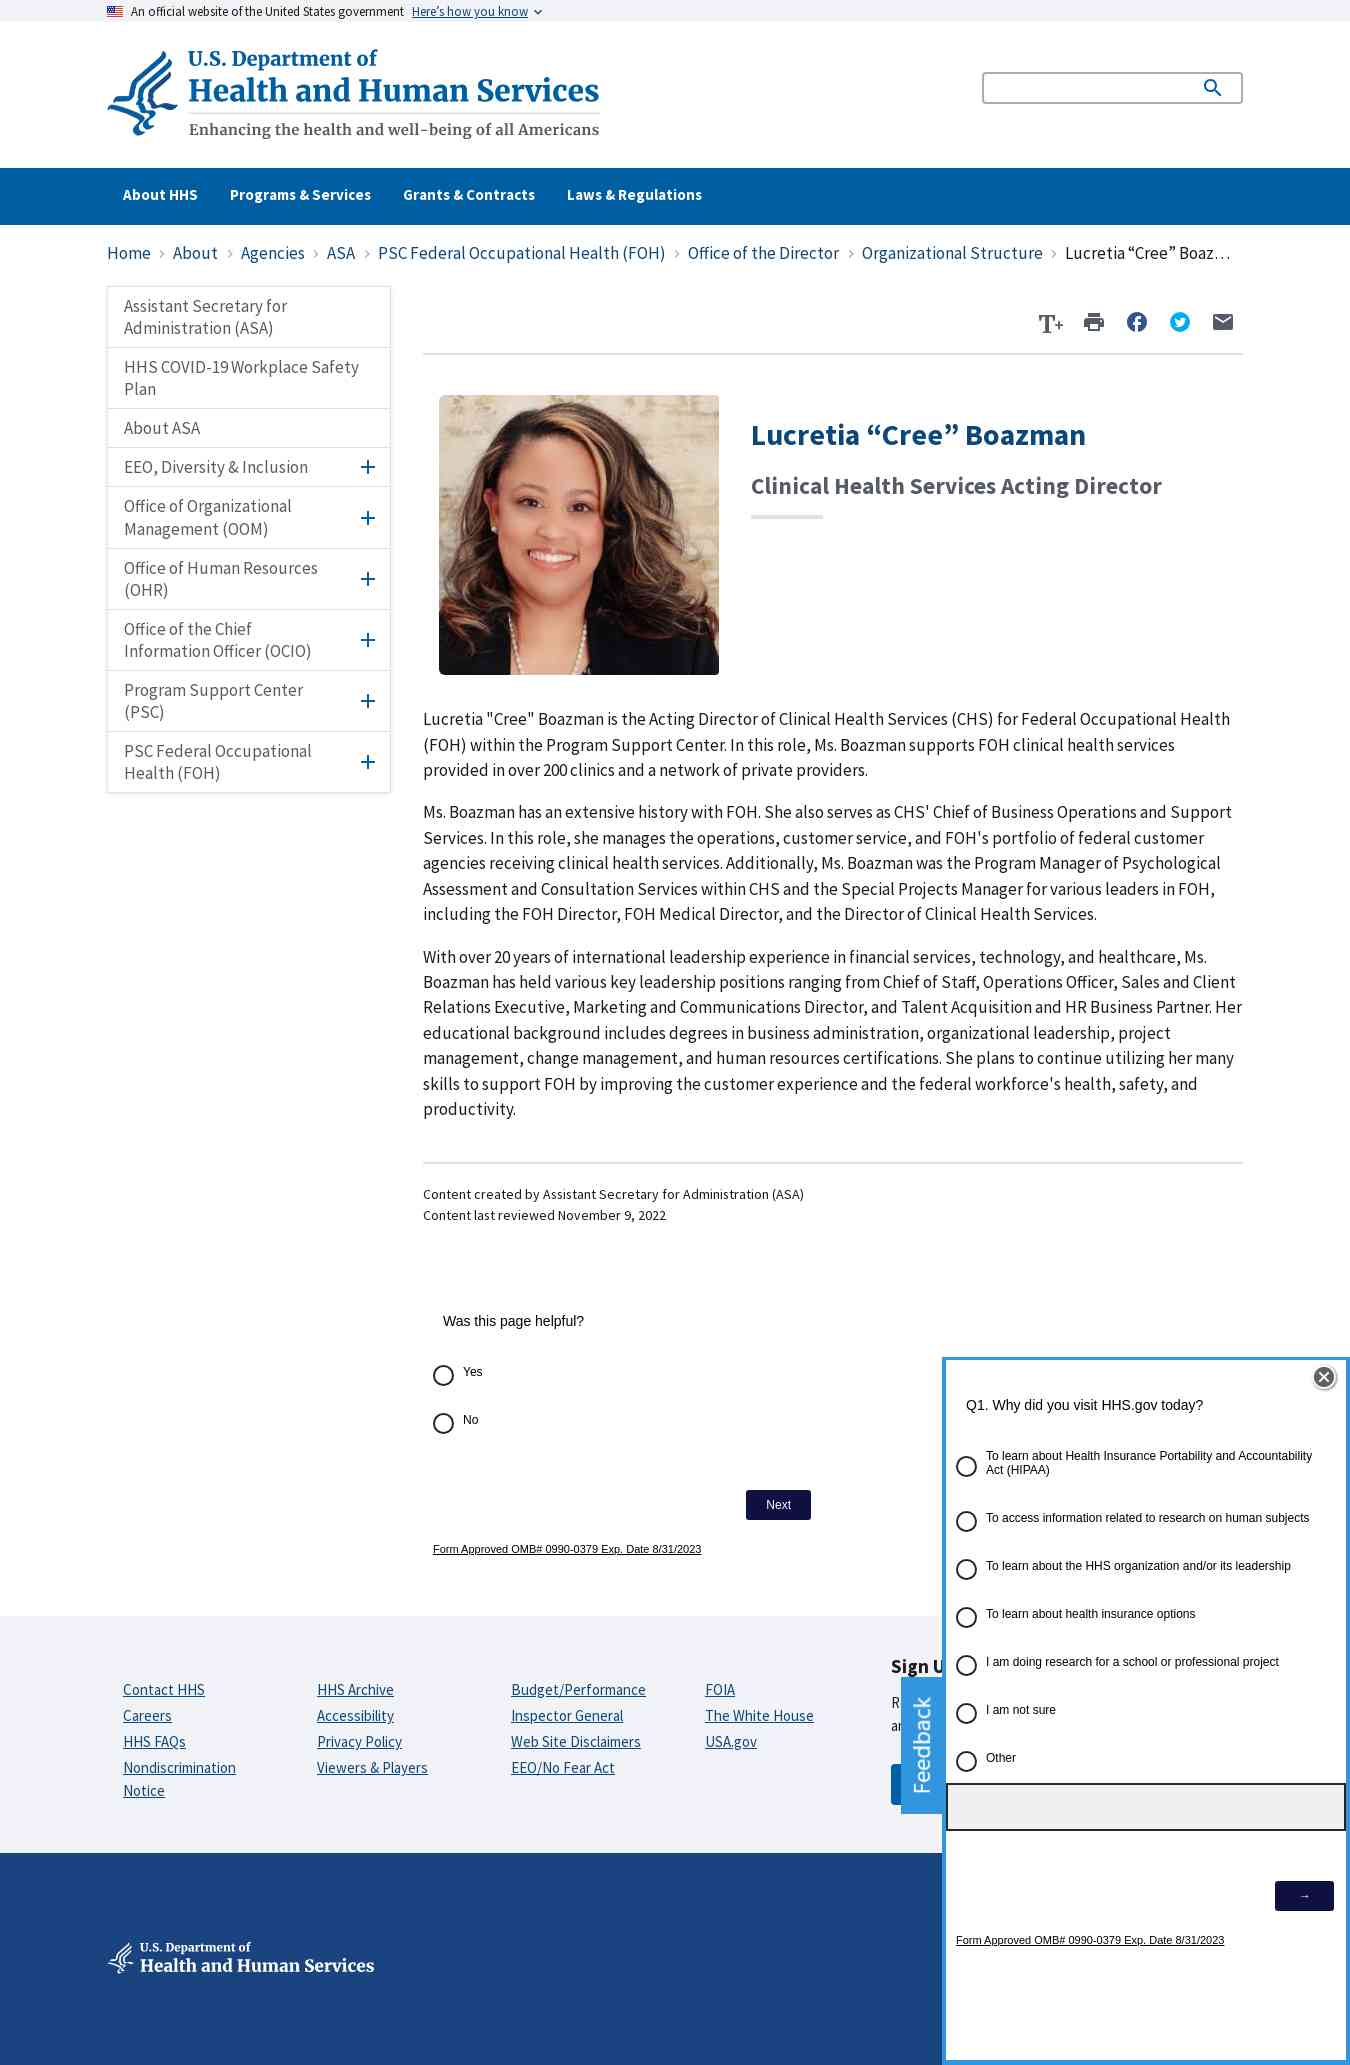 An official website of the United States government Here’s how you know
U.S. Department of
Health and Human Services
Enhancing the health and well-being of all Americans
About HHS Programs & Services Grants & Contracts Laws & Regulations
Home > About > Agencies > ASA > PSC Federal Occupational Health (FOH) > Office of the Director > Organizational Structure > Lucretia “Cree” Boaz…
Assistant Secretary for
Administration (ASA)
HHS COVID-19 Workplace Safety
Plan
About ASA
EEO, Diversity & Inclusion +
Office of Organizational
Management (OOM) +
Office of Human Resources
(OHR) +
Office of the Chief
Information Officer (OCIO) +
Program Support Center
(PSC) +
PSC Federal Occupational
Health (FOH) +
T+
Lucretia “Cree” Boazman
Clinical Health Services Acting Director
Lucretia "Cree" Boazman is the Acting Director of Clinical Health Services (CHS) for Federal Occupational Health
(FOH) within the Program Support Center. In this role, Ms. Boazman supports FOH clinical health services
provided in over 200 clinics and a network of private providers.
Ms. Boazman has an extensive history with FOH. She also serves as CHS' Chief of Business Operations and Support
Services. In this role, she manages the operations, customer service, and FOH's portfolio of federal customer
agencies receiving clinical health services. Additionally, Ms. Boazman was the Program Manager of Psychological
Assessment and Consultation Services within CHS and the Special Projects Manager for various leaders in FOH,
including the FOH Director, FOH Medical Director, and the Director of Clinical Health Services.
With over 20 years of international leadership experience in financial services, technology, and healthcare, Ms.
Boazman has held various key leadership positions ranging from Chief of Staff, Operations Officer, Sales and Client
Relations Executive, Marketing and Communications Director, and Talent Acquisition and HR Business Partner. Her
educational background includes degrees in business administration, organizational leadership, project
management, change management, and human resources certifications. She plans to continue utilizing her many
skills to support FOH by improving the customer experience and the federal workforce's health, safety, and
productivity.
Content created by Assistant Secretary for Administration (ASA)
Content last reviewed November 9, 2022
Was this page helpful?
Yes
No
Next
Form Approved OMB# 0990-0379 Exp. Date 8/31/2023
Q1. Why did you visit HHS.gov today?
To learn about Health Insurance Portability and Accountability
Act (HIPAA)
To access information related to research on human subjects
To learn about the HHS organization and/or its leadership
To learn about health insurance options
I am doing research for a school or professional project
I am not sure
Other
→
Form Approved OMB# 0990-0379 Exp. Date 8/31/2023
Feedback
Contact HHS
Careers
HHS FAQs
Nondiscrimination
Notice
HHS Archive
Accessibility
Privacy Policy
Viewers & Players
Budget/Performance
Inspector General
Web Site Disclaimers
EEO/No Fear Act
FOIA
The White House
USA.gov
Sign U
U.S. Department of
Health and Human Services